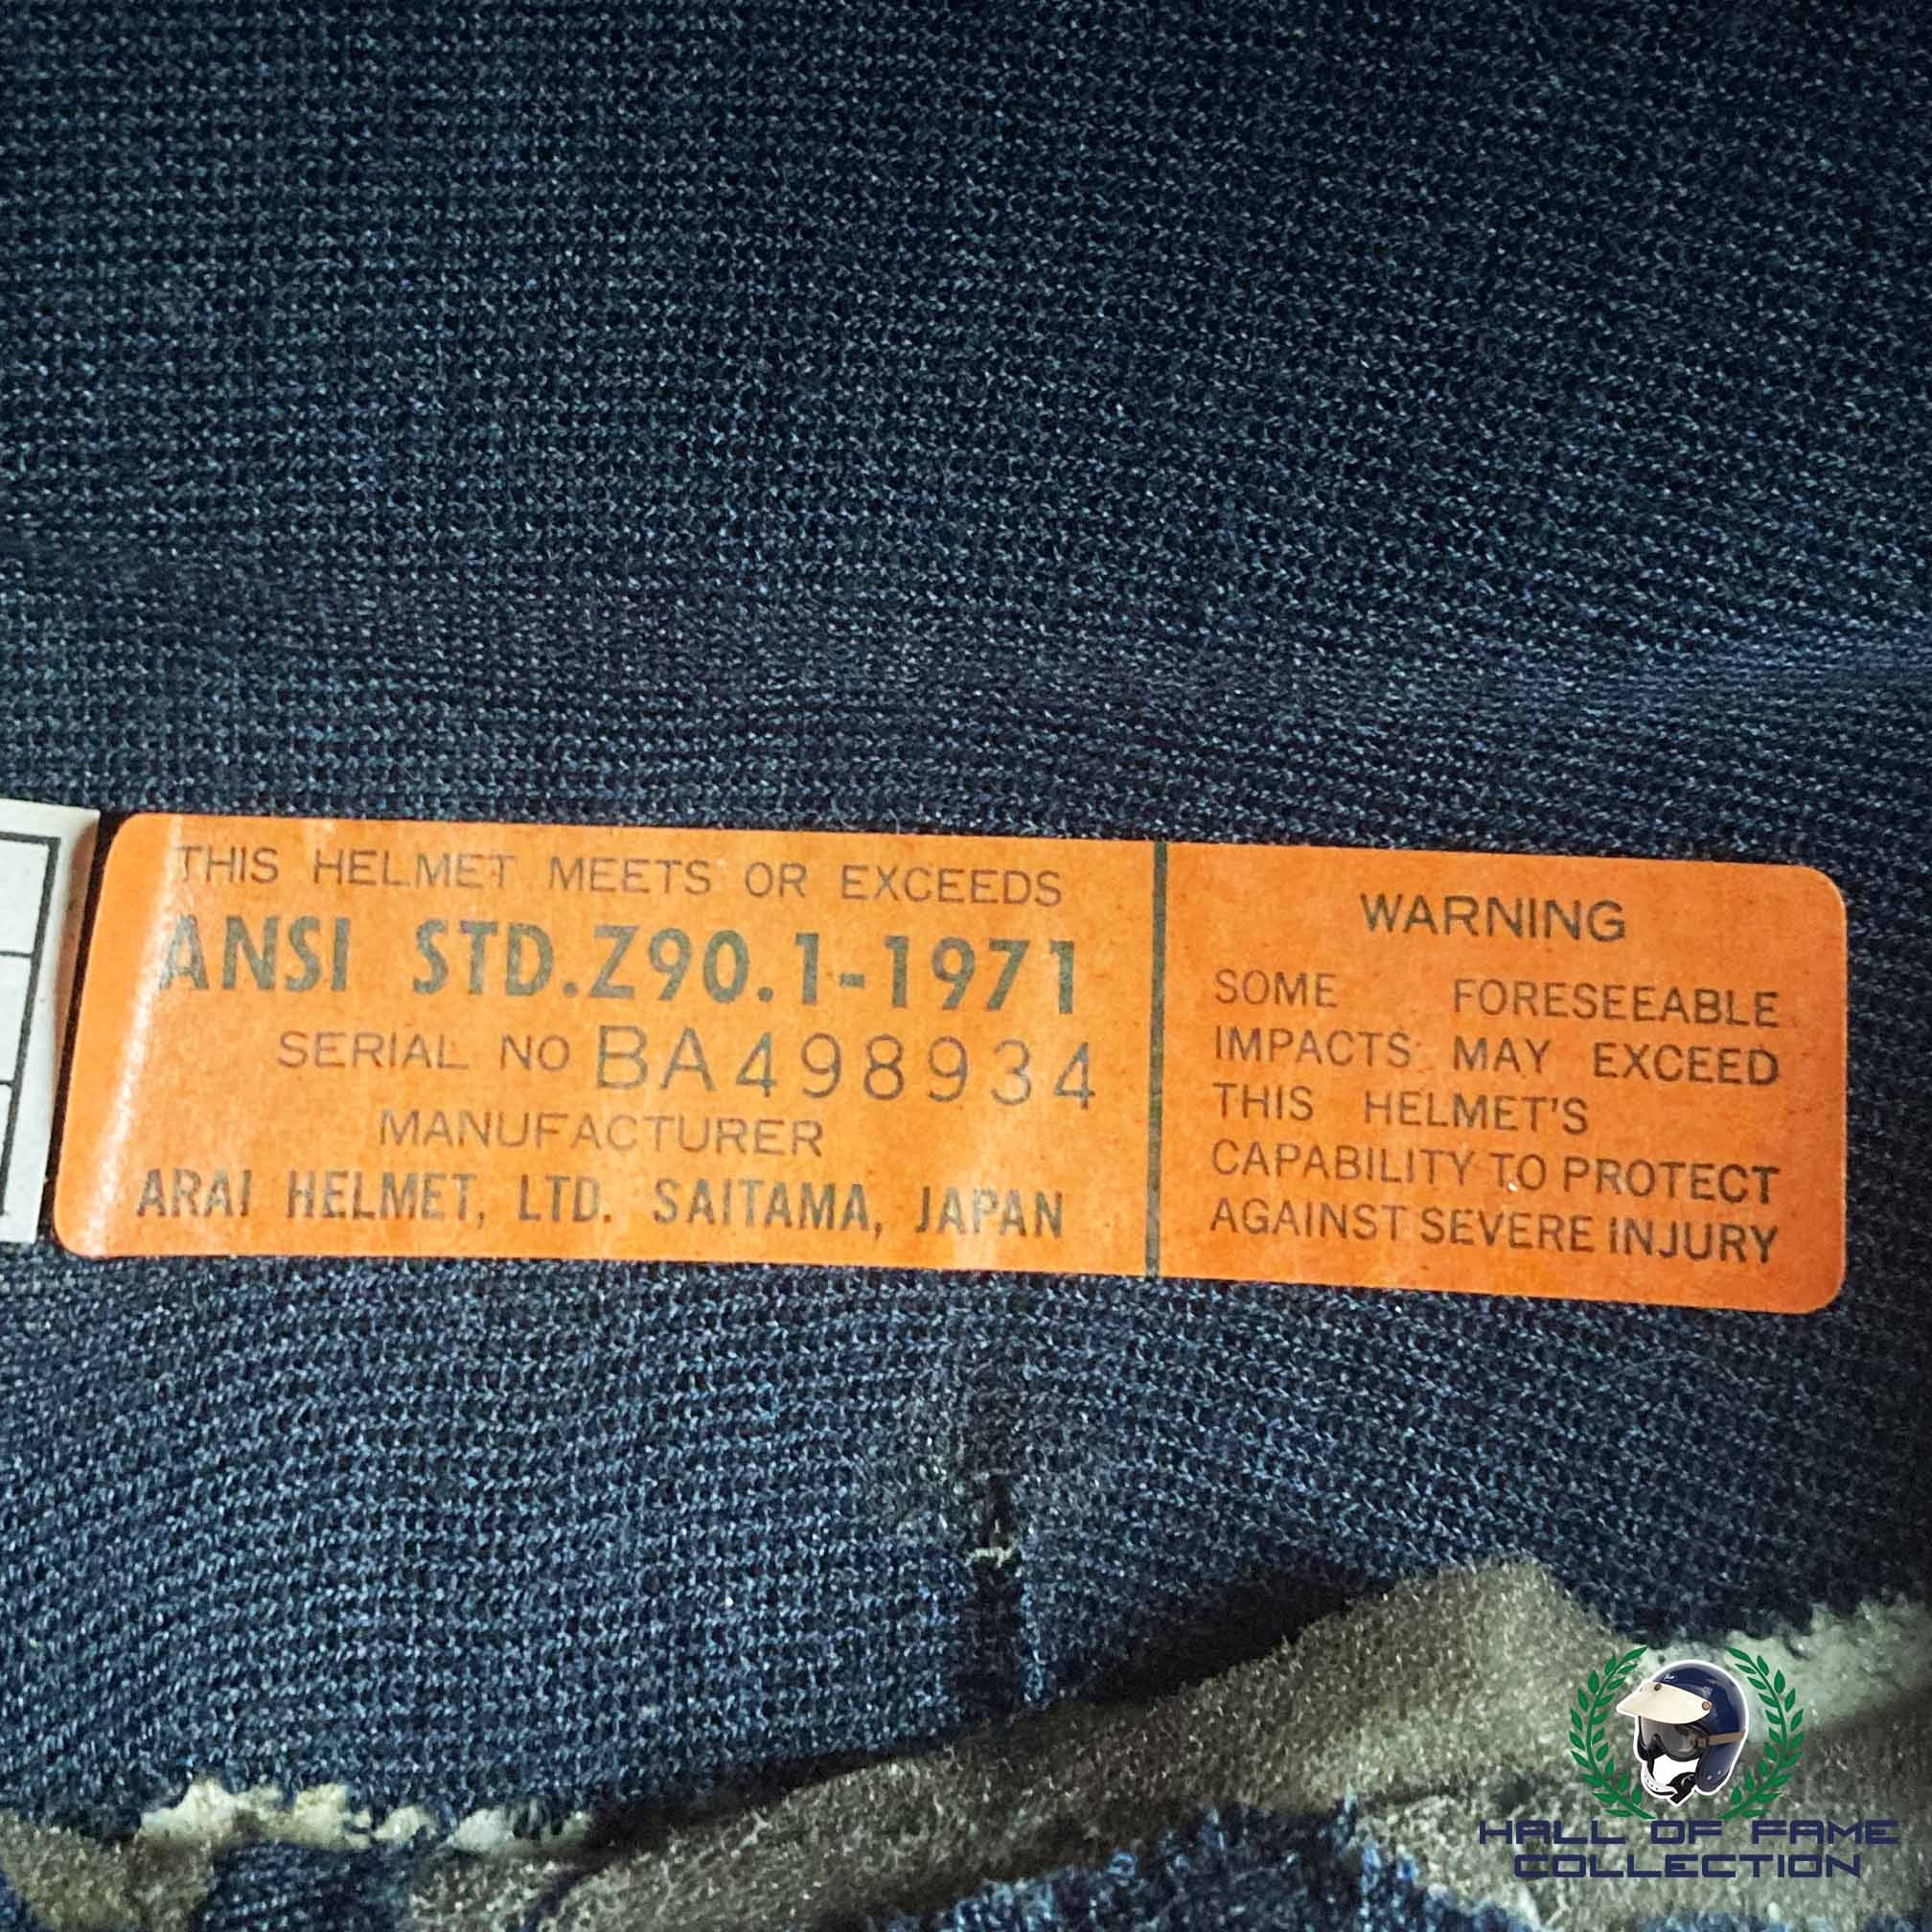 THIS HELMET MEETS OR EXCEEDS
ANSI STD.Z90.1-1971
SERIAL NO BA498934
MANUFACTURER
ARAI HELMET, LTD. SAITAMA, JAPAN
WARNING
SOME FORESEEABLE
IMPACTS MAY EXCEED
THIS HELMET'S
CAPABILITY TO PROTECT
AGAINST SEVERE INJURY
HALL OF FAME
COLLECTION